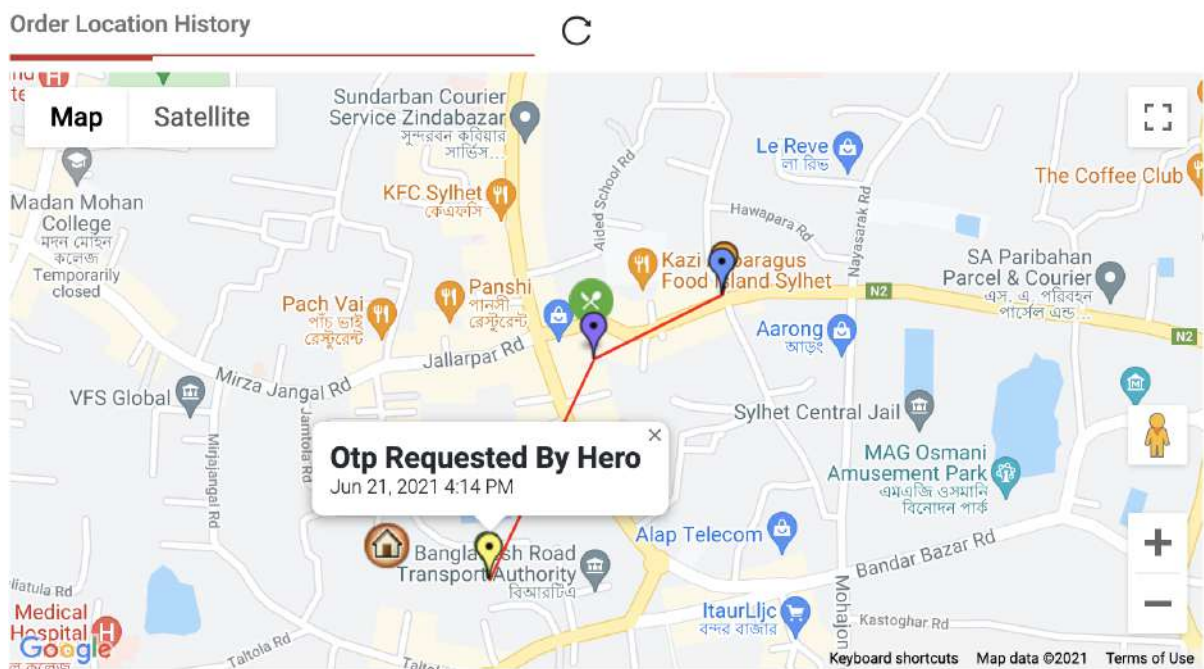 Order Location History
Map
Satellite
Sundarban Courier
Service Zindabazar
সুন্দরবন কুরিয়ার
সার্ভিস...
Le Reve
লা রিভ
The Coffee Club
Madan Mohan
College
মদন মোহন
কলেজ
Temporarily
closed
KFC Sylhet
কেএফসি
Aided School Rd
Hawapara Rd
Nayasarak Rd
Kazi
Food Island Sylhet
SA Paribahan
Parcel & Courier
এস. এ. পরিবহন
পার্সেল এন্ড...
N2
N2
Panshi
পানসী
রেস্টুরেন্ট
Pach Vai
পাঁচ ভাই
রেস্টুরেন্ট
Aarong
আড়ং
Jallarpar Rd
Mirza Jangal Rd
VFS Global
Jamtola Rd
Mirjajangal Rd
Sylhet Central Jail
MAG Osmani
Amusement Park
এমএজি ওসমানি
বিনোদন পার্ক
Otp Requested By Hero
Jun 21, 2021 4:14 PM
Alap Telecom
Bandar Bazar Rd
Road
Transport Authority
বিআরটিএ
Medical
Hospital
ItaurLljc
বন্দর বাজার
Kastoghar Rd
Mohajon
Taltola Rd
Google
Keyboard shortcuts
Map data ©2021
Terms of Use